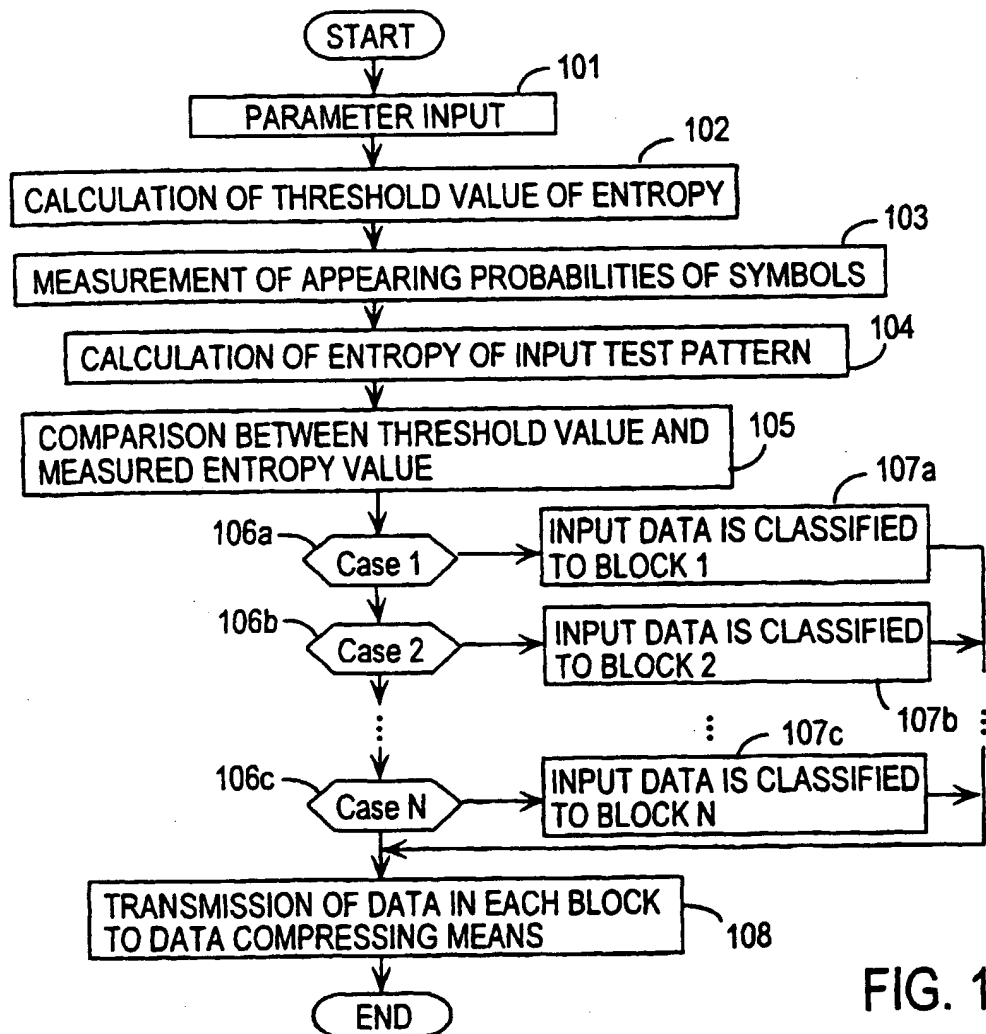 START
101
PARAMETER INPUT
102
CALCULATION OF THRESHOLD VALUE OF ENTROPY
103
MEASUREMENT OF APPEARING PROBABILITIES OF SYMBOLS
CALCULATION OF ENTROPY OF INPUT TEST PATTERN
104
COMPARISON BETWEEN THRESHOLD VALUE AND
MEASURED ENTROPY VALUE
105
107a
106a
Case 1
INPUT DATA IS CLASSIFIED
TO BLOCK 1
106b
Case 2
INPUT DATA IS CLASSIFIED
TO BLOCK 2
107b
107c
106c
Case N
INPUT DATA IS CLASSIFIED
TO BLOCK N
TRANSMISSION OF DATA IN EACH BLOCK
TO DATA COMPRESSING MEANS
108
END
FIG. 1